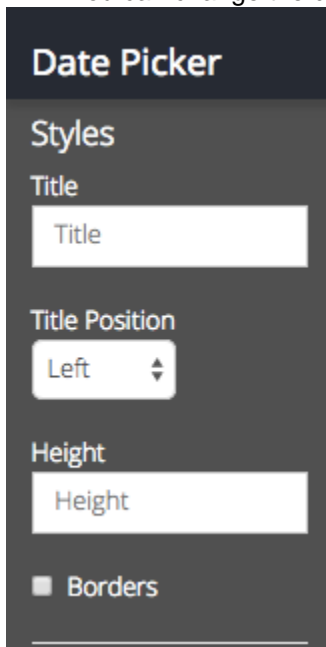 Date Picker
Styles
Title
Title
Title Position
Left
Height
Height
Borders